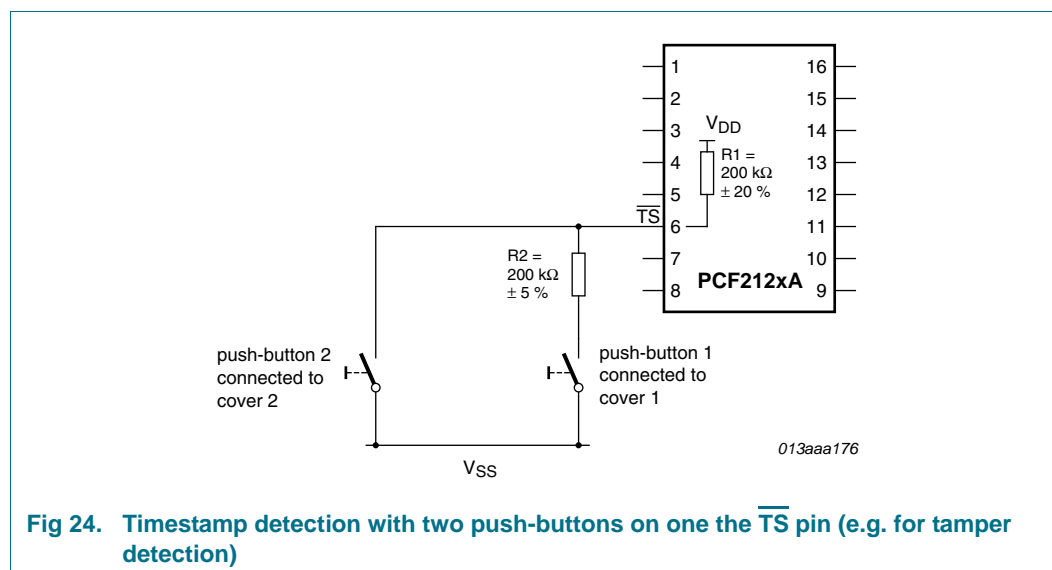 1
2
3
4
5
6
7
8
16
15
14
13
12
11
10
9
VDD
R1 =
200 kΩ
± 20 %
TS
PCF212xA
R2 =
200 kΩ
± 5 %
push-button 2
connected to
cover 2
push-button 1
connected to
cover 1
VSS
013aaa176
Fig 24. Timestamp detection with two push-buttons on one the TS pin (e.g. for tamper
detection)